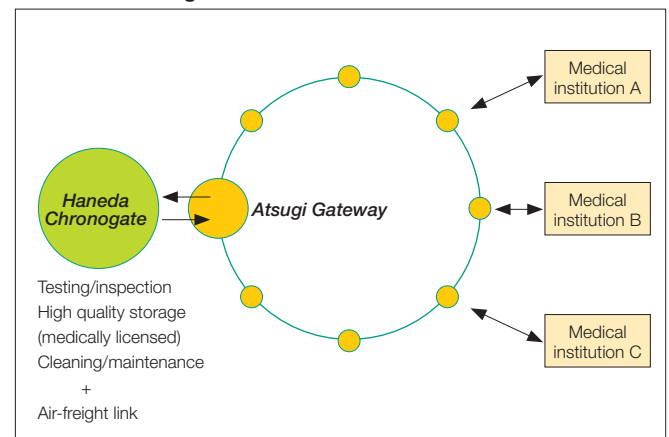 Medical
institution A
Haneda
Chronogate
Atsugi Gateway
Medical
institution B
Testing/inspection
High quality storage
(medically licensed)
Cleaning/maintenance
+
Air-freight link
Medical
institution C